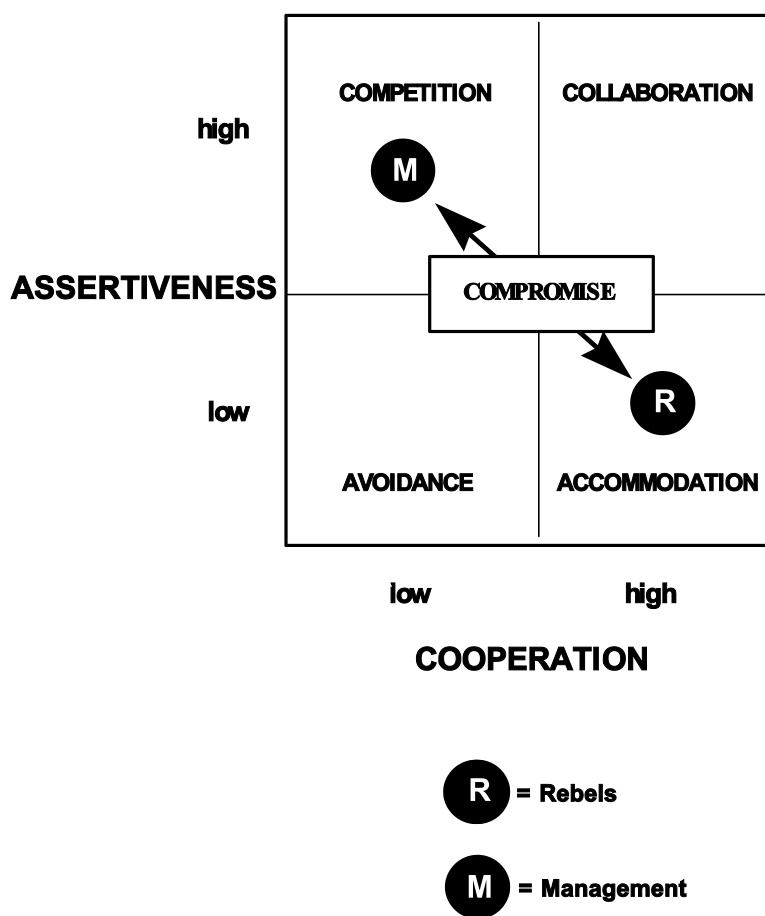 COMPETITION COLLABORATION
high
M
ASSERTIVENESS
COMPROMISE
low
R
AVOIDANCE ACCOMMODATION
low high
COOPERATION
R = Rebels
M = Management